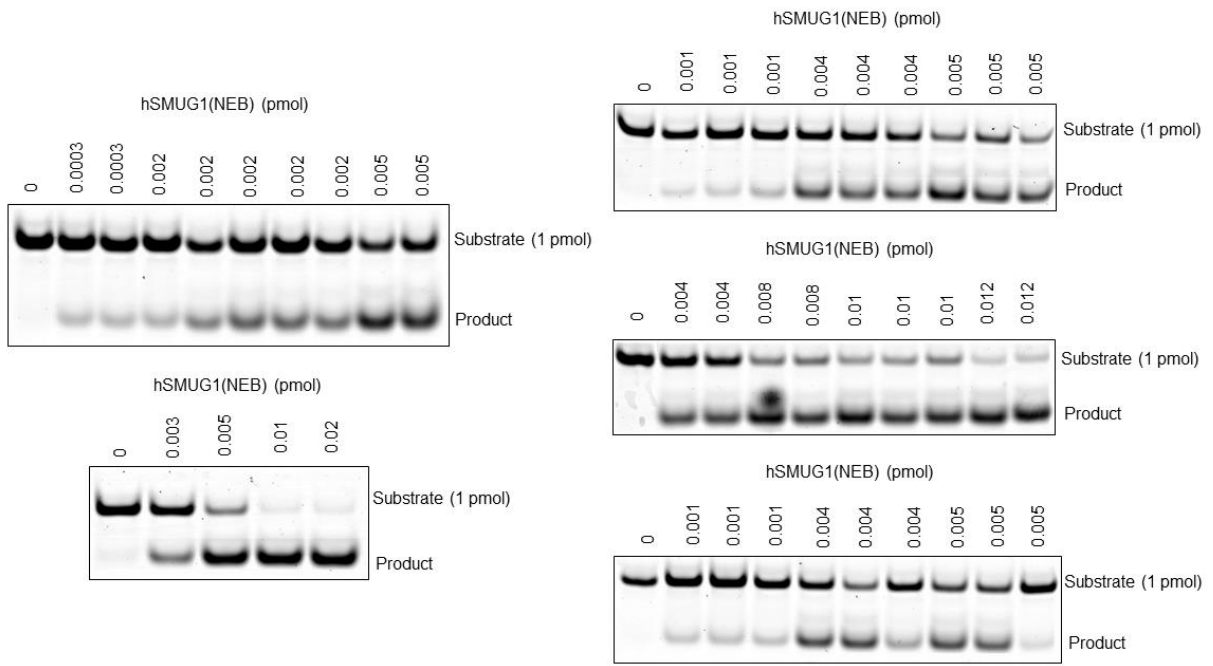 hSMUG1(NEB) (pmol)
0 0.0003 0.0003 0.002 0.002 0.002 0.002 0.002 0.005 0.005
Substrate (1 pmol)
Product
hSMUG1(NEB) (pmol)
0 0.003 0.005 0.01 0.02
Substrate (1 pmol)
Product
hSMUG1(NEB) (pmol)
0 0.001 0.001 0.001 0.004 0.004 0.004 0.005 0.005 0.005
Substrate (1 pmol)
Product
hSMUG1(NEB) (pmol)
0 0.004 0.004 0.008 0.008 0.01 0.01 0.01 0.012 0.012
Substrate (1 pmol)
Product
hSMUG1(NEB) (pmol)
0 0.001 0.001 0.001 0.004 0.004 0.004 0.005 0.005 0.005
Substrate (1 pmol)
Product